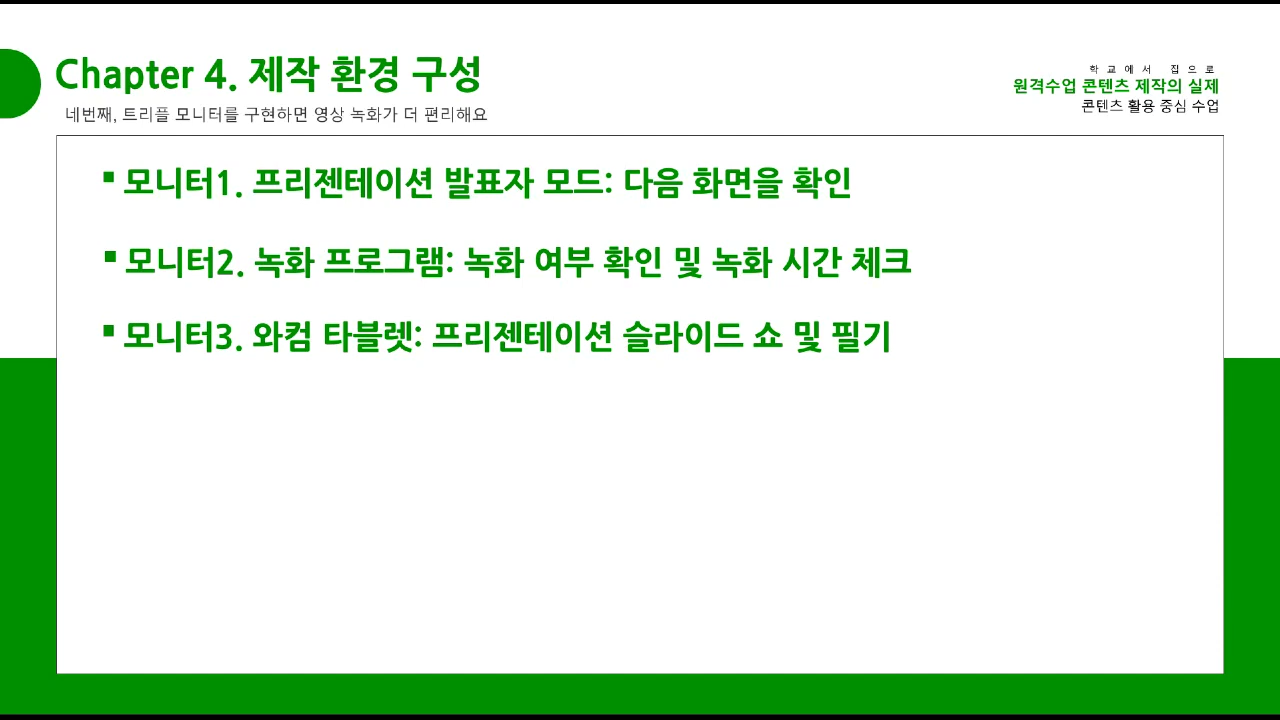 Chapter 4. 제작 환경 구성
네번째, 트리플 모니터를 구현하면 영상 녹화가 더 편리해요
학교에서 집으로
원격수업 콘텐츠 제작의 실제
콘텐츠 활용 중심 수업
▪ 모니터1. 프리젠테이션 발표자 모드: 다음 화면을 확인
▪ 모니터2. 녹화 프로그램: 녹화 여부 확인 및 녹화 시간 체크
▪ 모니터3. 와컴 타블렛: 프리젠테이션 슬라이드 쇼 및 필기